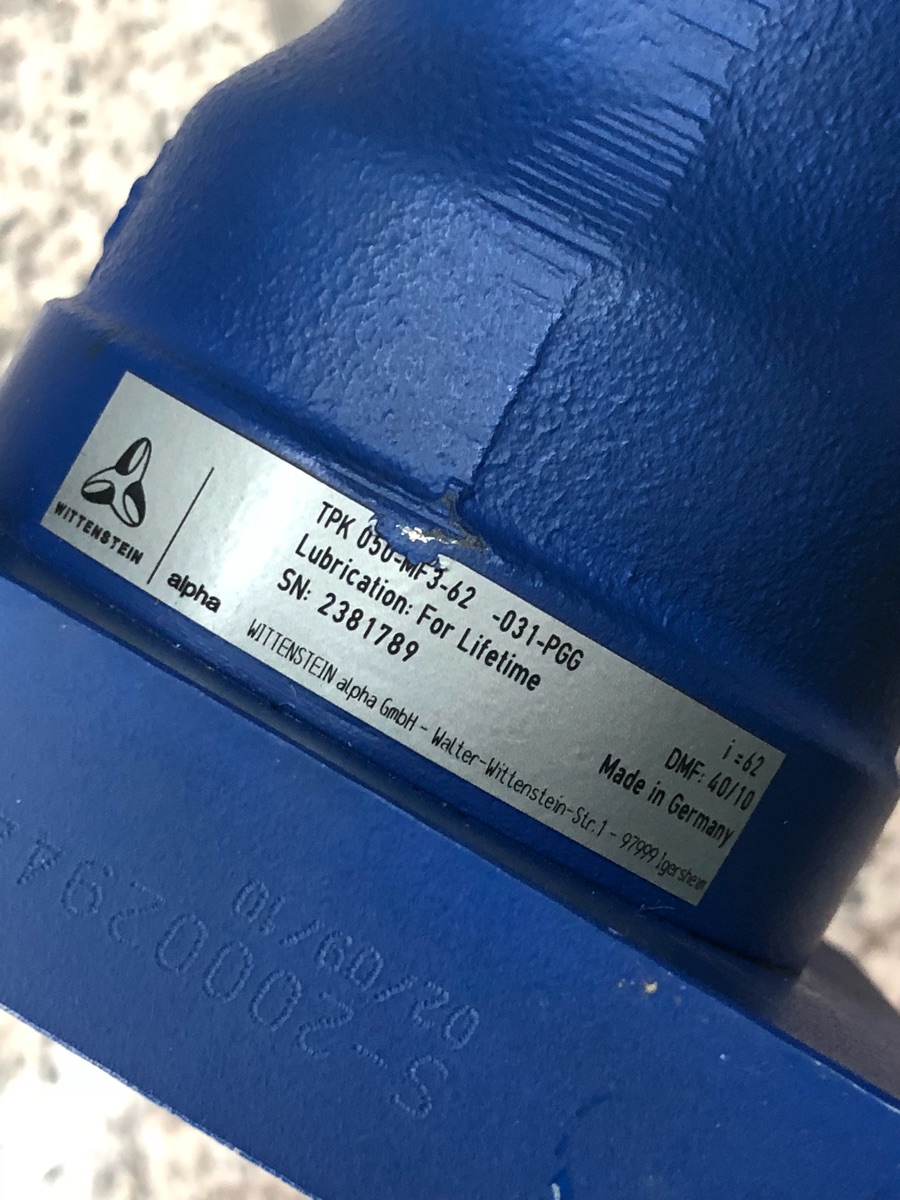 WITTENSTEIN
alpha
TPK 050-MF3-62 -031-PGG
Lubrication: For Lifetime
SN: 2381789
i=62
DMF: 40/10
Made in Germany
WITTENSTEIN alpha GmbH - Walter-Wittenstein-Str.1 - 97999 Igersheim
02/09/10
S-2000294